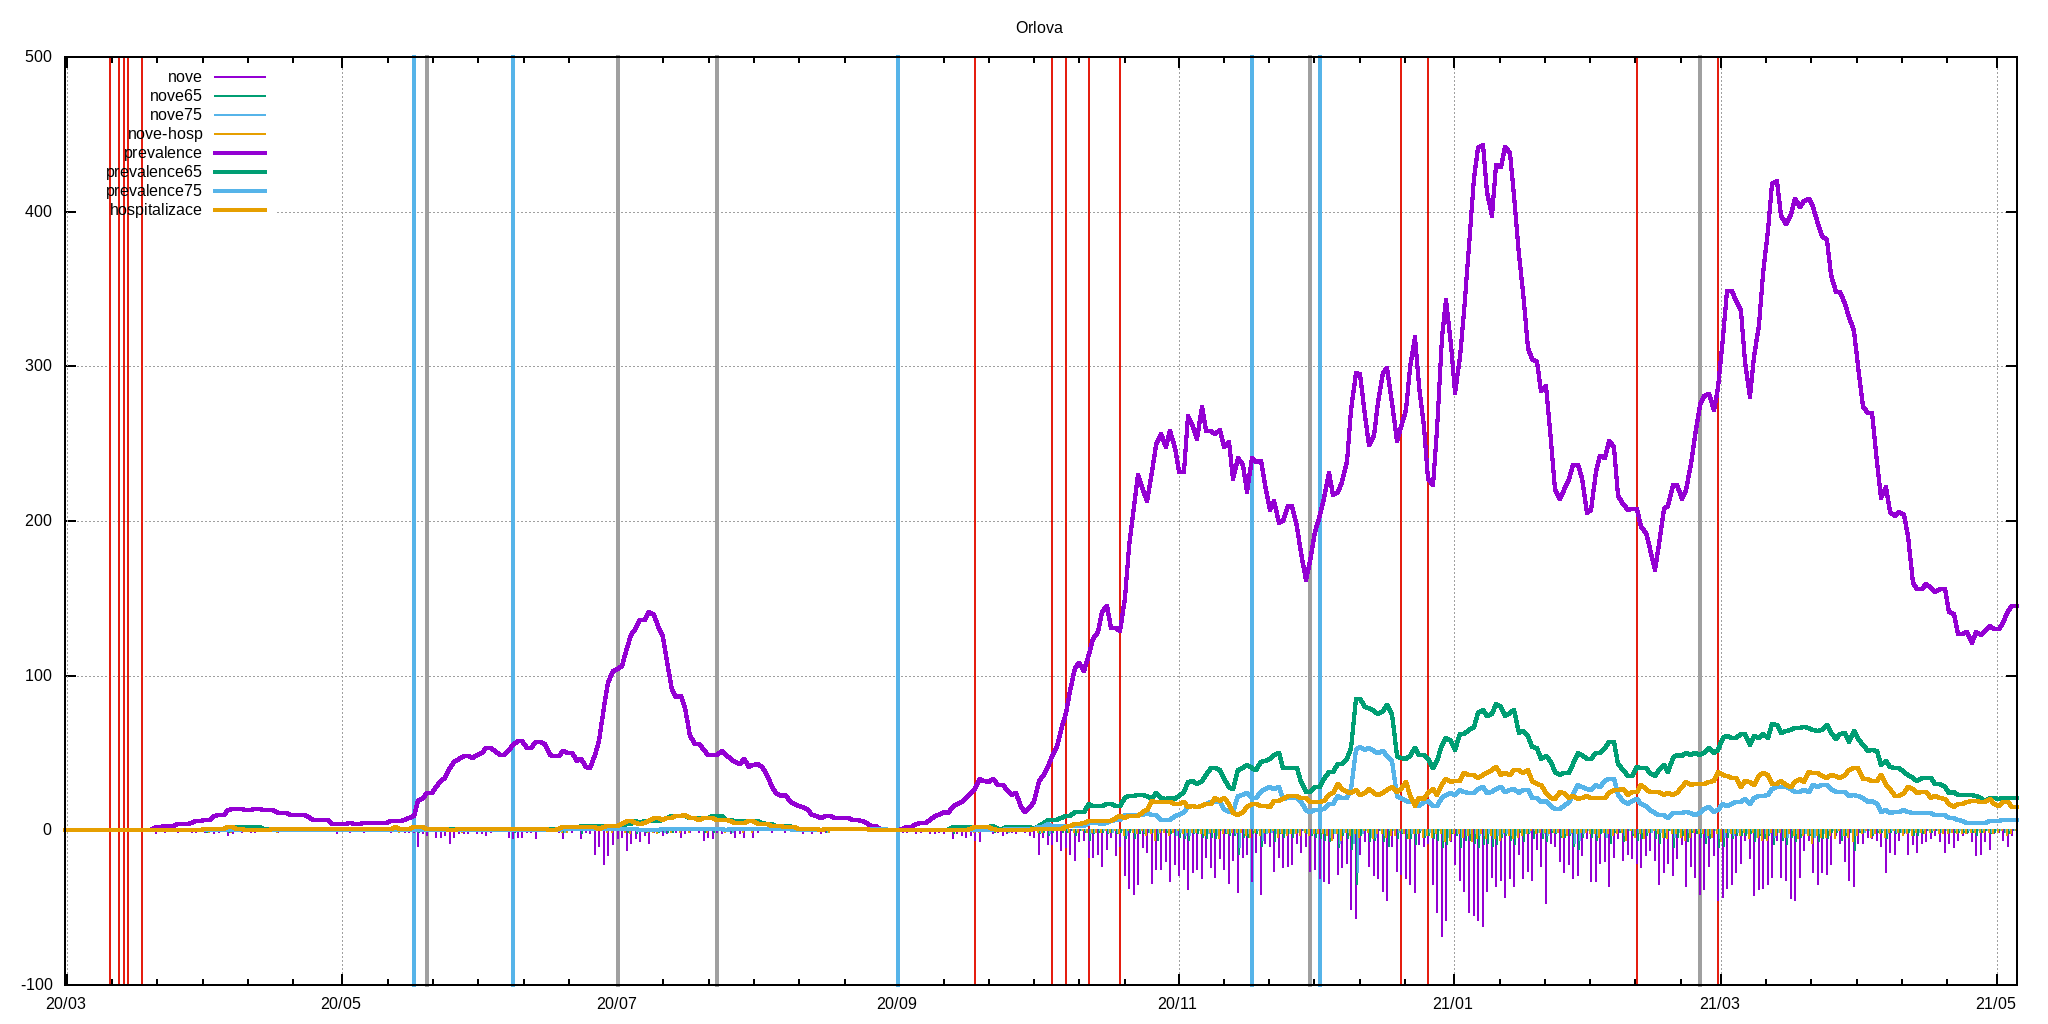 Orlova
500
nove
nove65
nove75
nove-hosp
prevalence
prevalence65
prevalence75
hospitalizace
400
300
200
100
0
-100
20/03 20/05 20/07 20/09 20/11 21/01 21/03 21/05